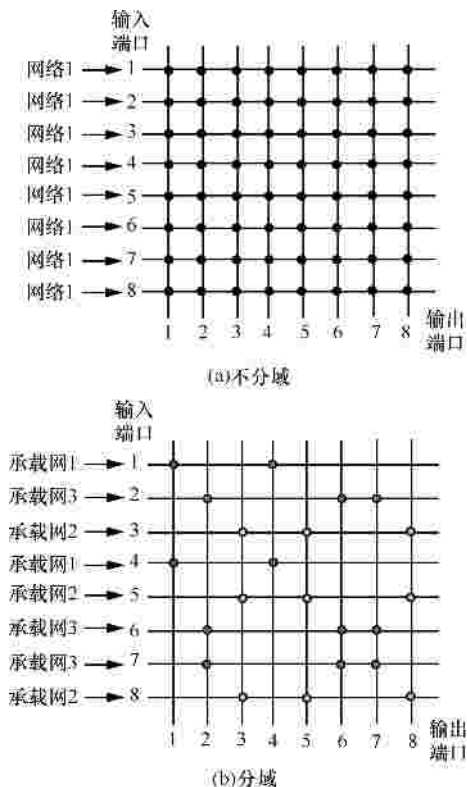 输入
端口
网络1 1
网络1 2
网络1 3
网络1 4
网络1 5
网络1 6
网络1 7
网络1 8
1 2 3 4 5 6 7 8 输出
端口
(a)不分域
输入
端口
承载网1 1
承载网3 2
承载网2 3
承载网1 4
承载网2 5
承载网3 6
承载网3 7
承载网2 8
1 2 3 4 5 6 7 8 输出
端口
(b)分域